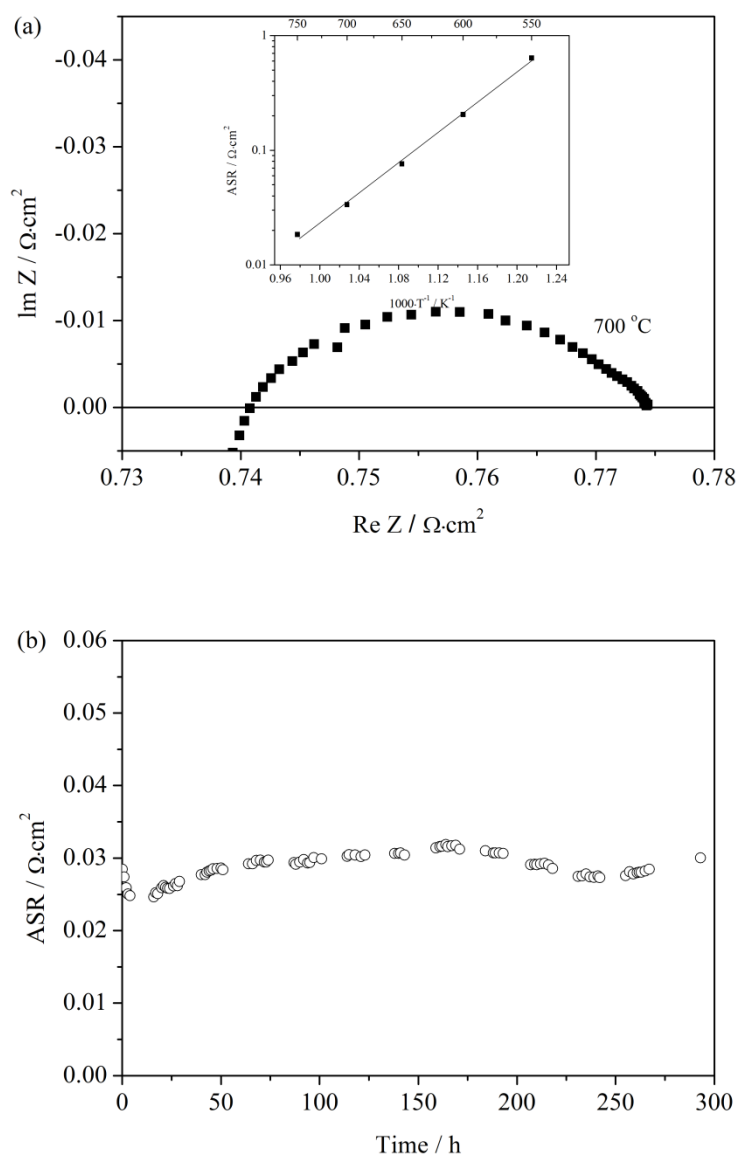 (a)
750 700 650 600 550
1
0.1
0.01
ASR / Ω·cm²
0.96 1.00 1.04 1.08 1.12 1.16 1.20 1.24
1000·T⁻¹ / K⁻¹
-0.04
-0.03
-0.02
-0.01
0.00
Im Z / Ω·cm²
700 °C
0.73 0.74 0.75 0.76 0.77 0.78
Re Z / Ω·cm²
(b)
0.06
0.05
0.04
0.03
0.02
0.01
0.00
ASR / Ω·cm²
0 50 100 150 200 250 300
Time / h